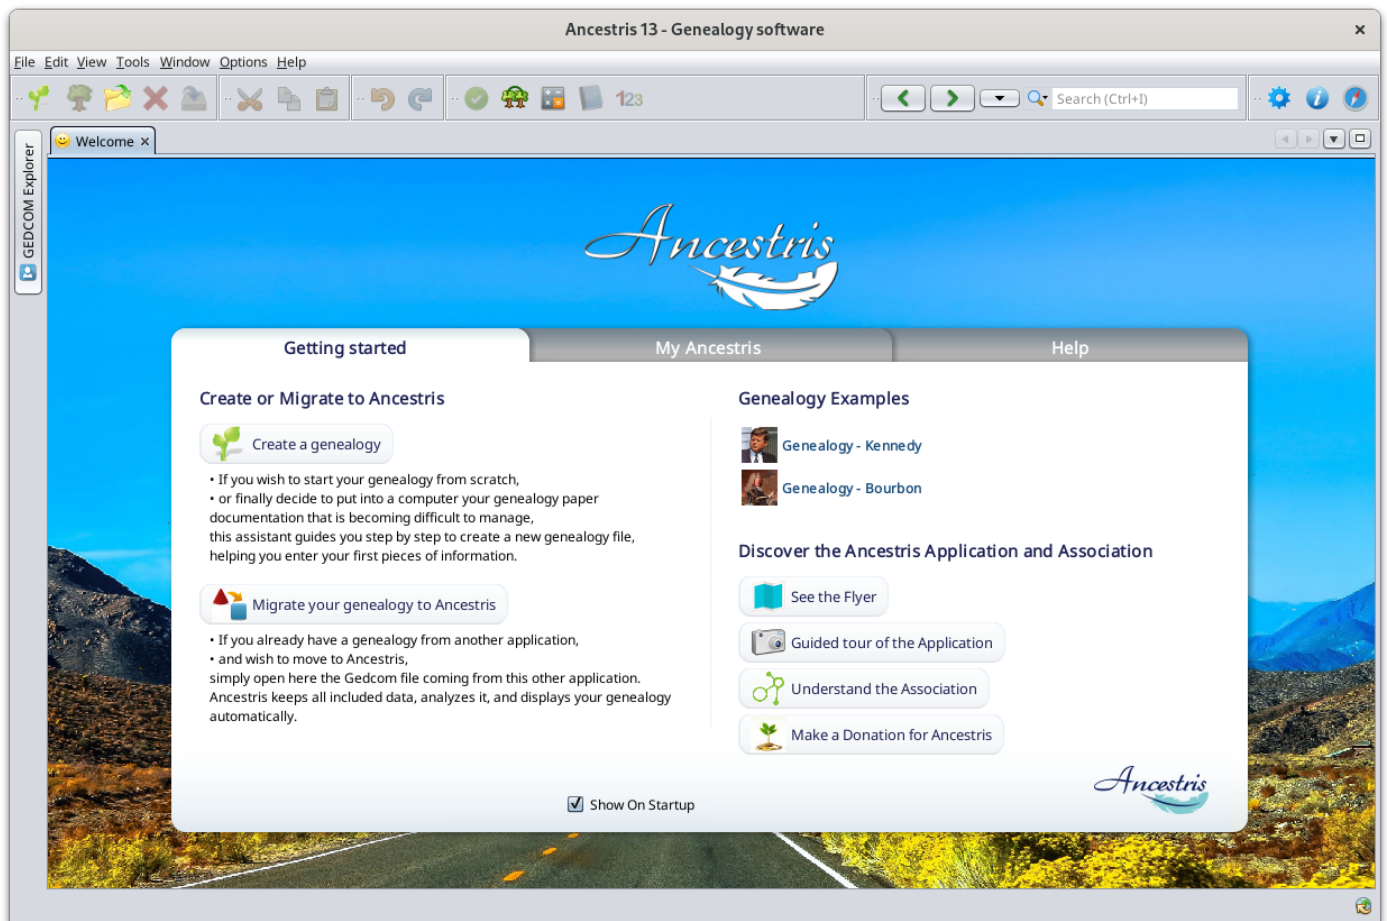 Ancestris 13 - Genealogy software
File Edit View Tools Window Options Help
123
Search (Ctrl+I)
GEDCOM Explorer
Welcome
Ancestris
Getting started
My Ancestris
Help
Create or Migrate to Ancestris
Create a genealogy
• If you wish to start your genealogy from scratch,
• or finally decide to put into a computer your genealogy paper
documentation that is becoming difficult to manage,
this assistant guides you step by step to create a new genealogy file,
helping you enter your first pieces of information.
Migrate your genealogy to Ancestris
• If you already have a genealogy from another application,
• and wish to move to Ancestris,
simply open here the Gedcom file coming from this other application.
Ancestris keeps all included data, analyzes it, and displays your genealogy
automatically.
Genealogy Examples
Genealogy - Kennedy
Genealogy - Bourbon
Discover the Ancestris Application and Association
See the Flyer
Guided tour of the Application
Understand the Association
Make a Donation for Ancestris
Ancestris
Show On Startup